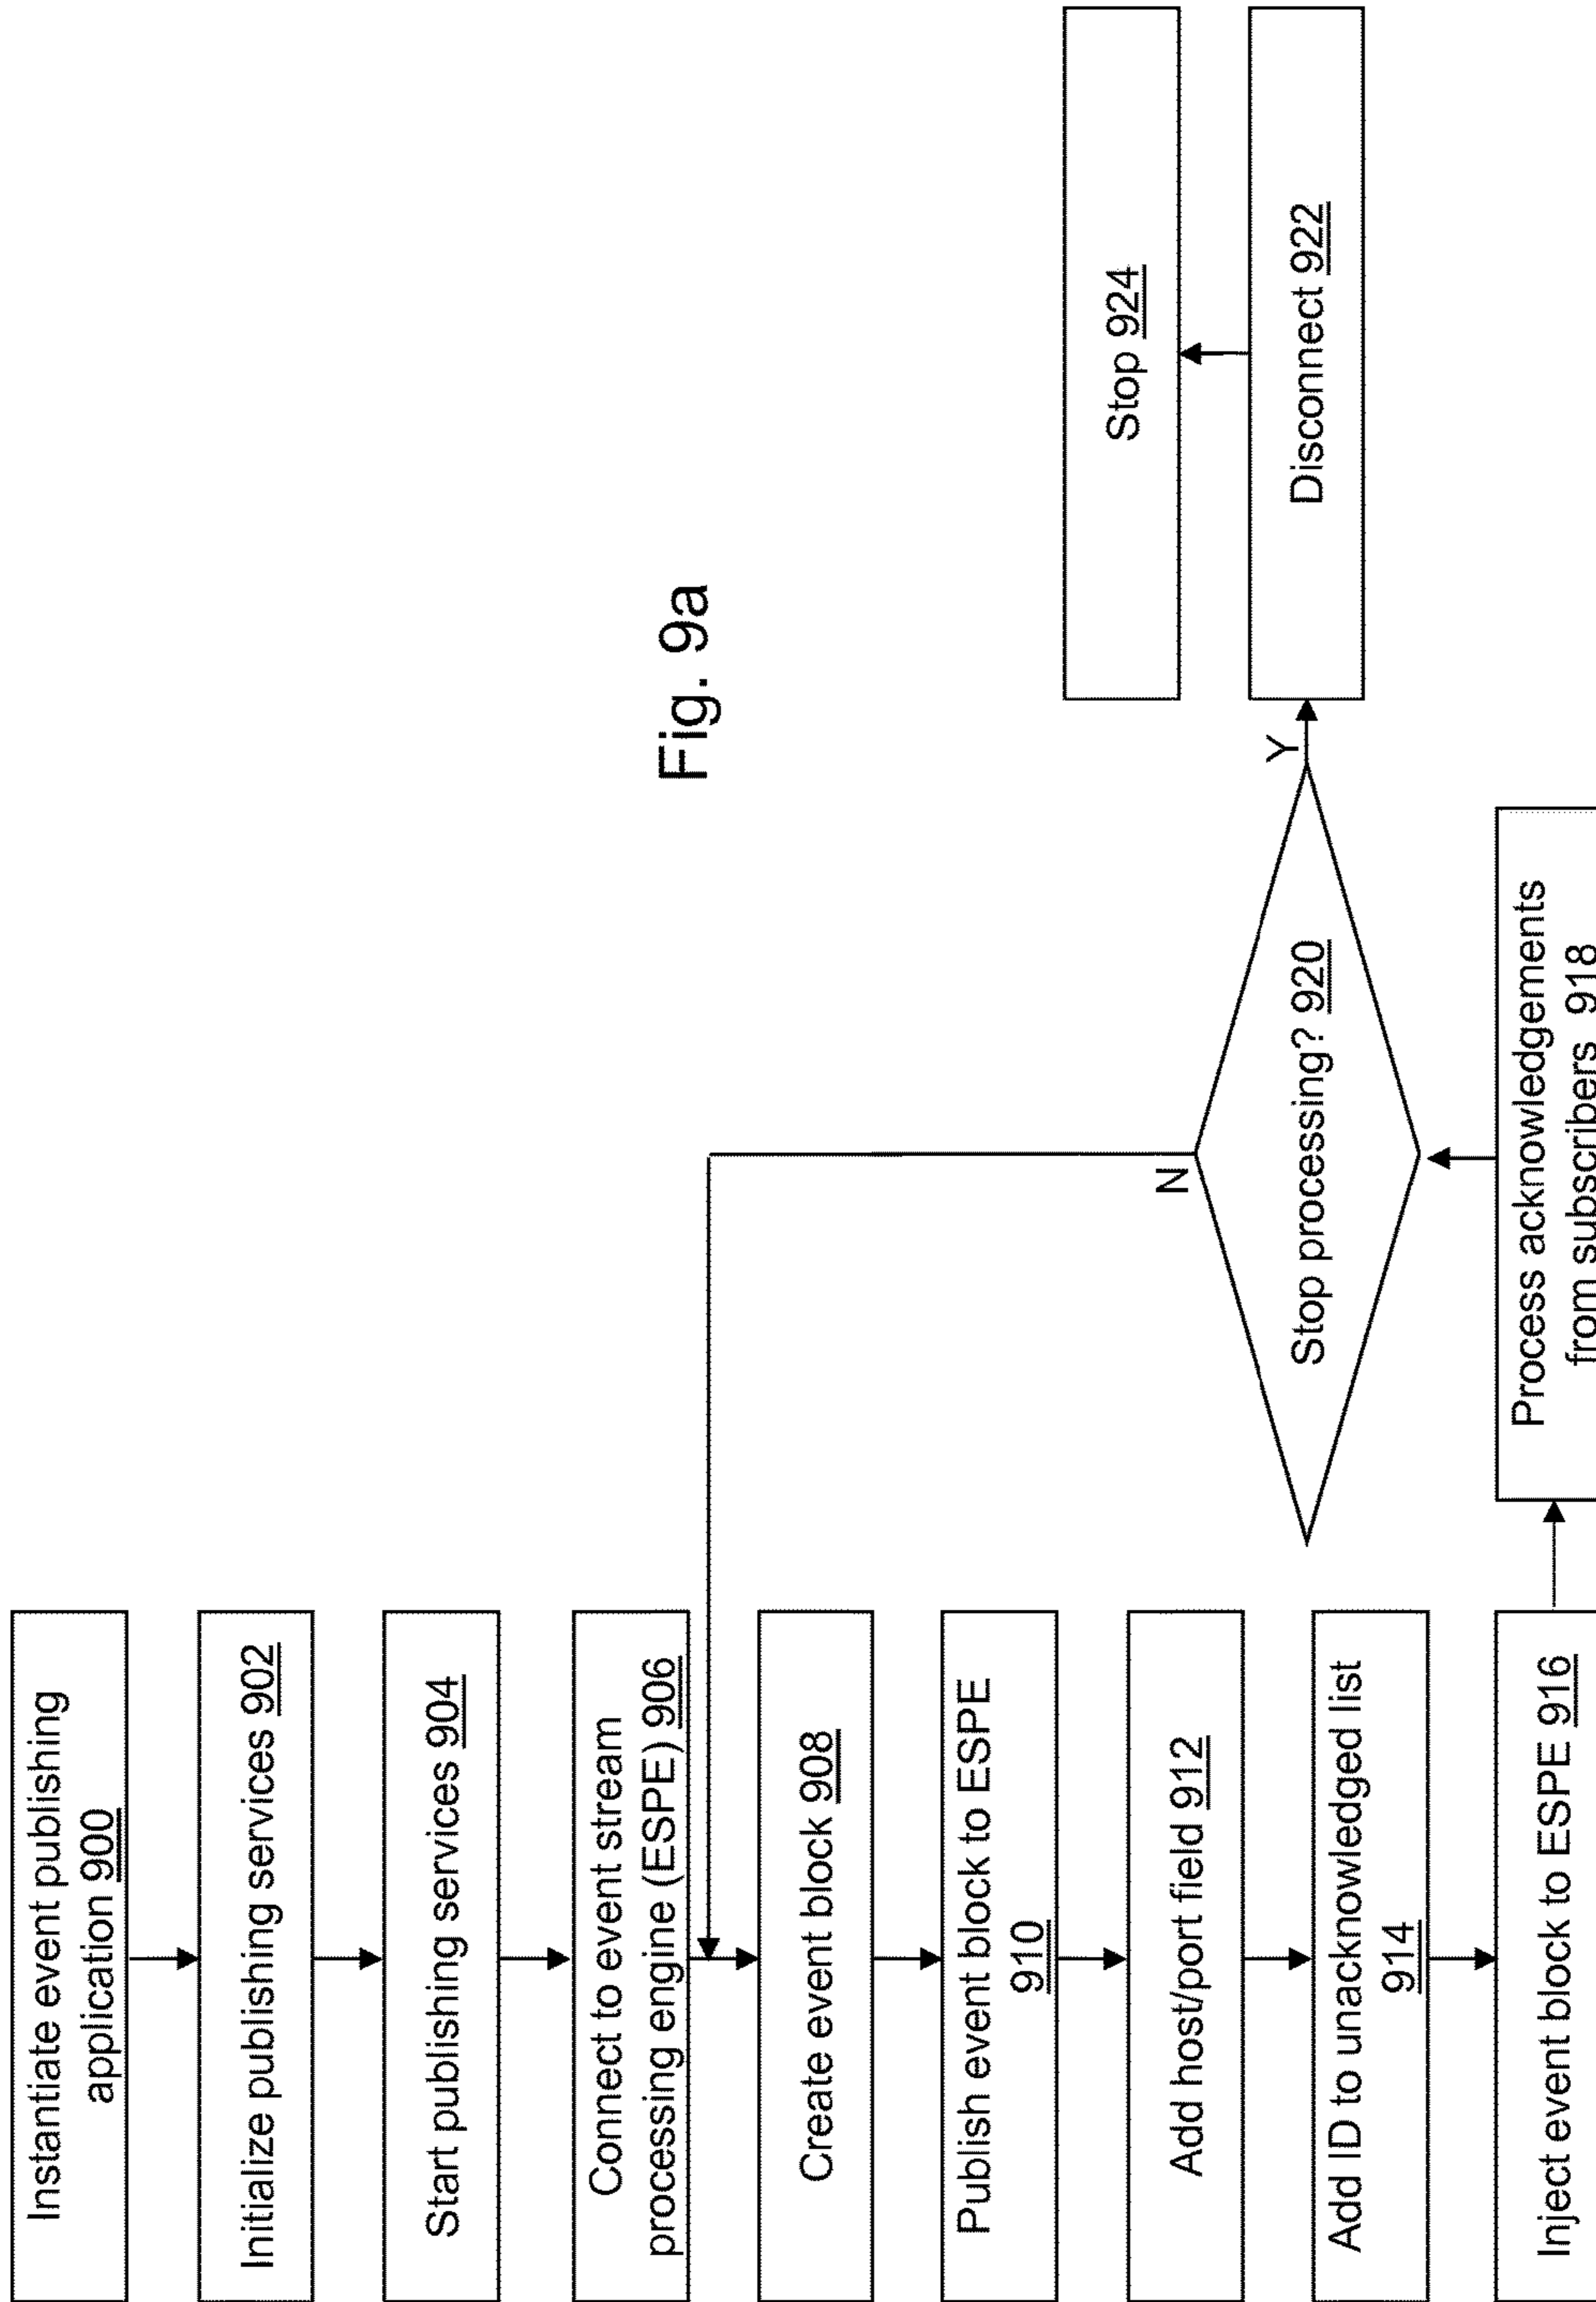 Instantiate event publishing
application 900
Initialize publishing services 902
Start publishing services 904
Connect to event stream
processing engine (ESPE) 906
Create event block 908
Publish event block to ESPE
910
Add host/port field 912
Add ID to unacknowledged list
914
Inject event block to ESPE 916
Process acknowledgements
from subscribers 918
Stop processing? 920
N
Y
Disconnect 922
Stop 924
Fig. 9a